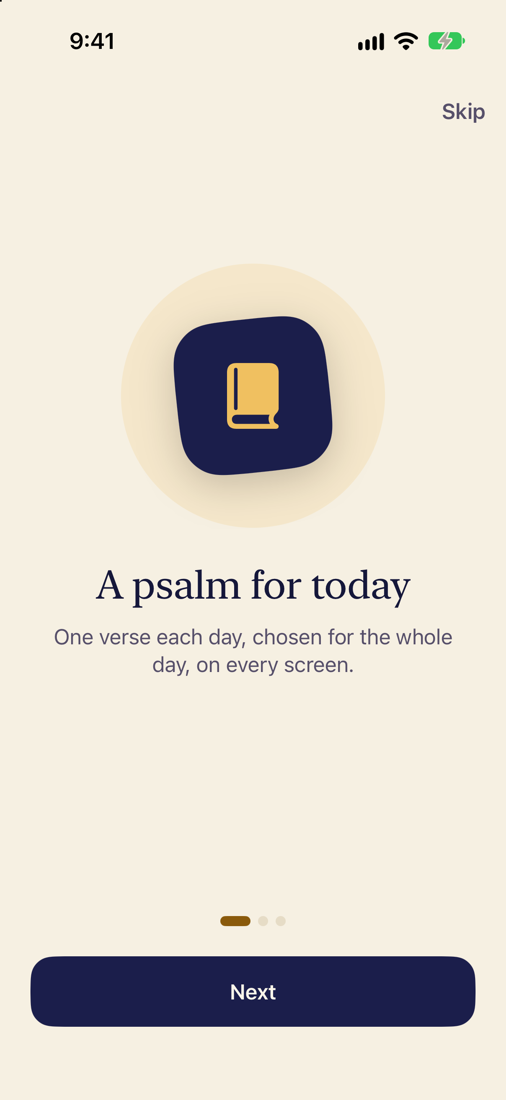 9:41
Skip
A psalm for today
One verse each day, chosen for the whole
day, on every screen.
Next